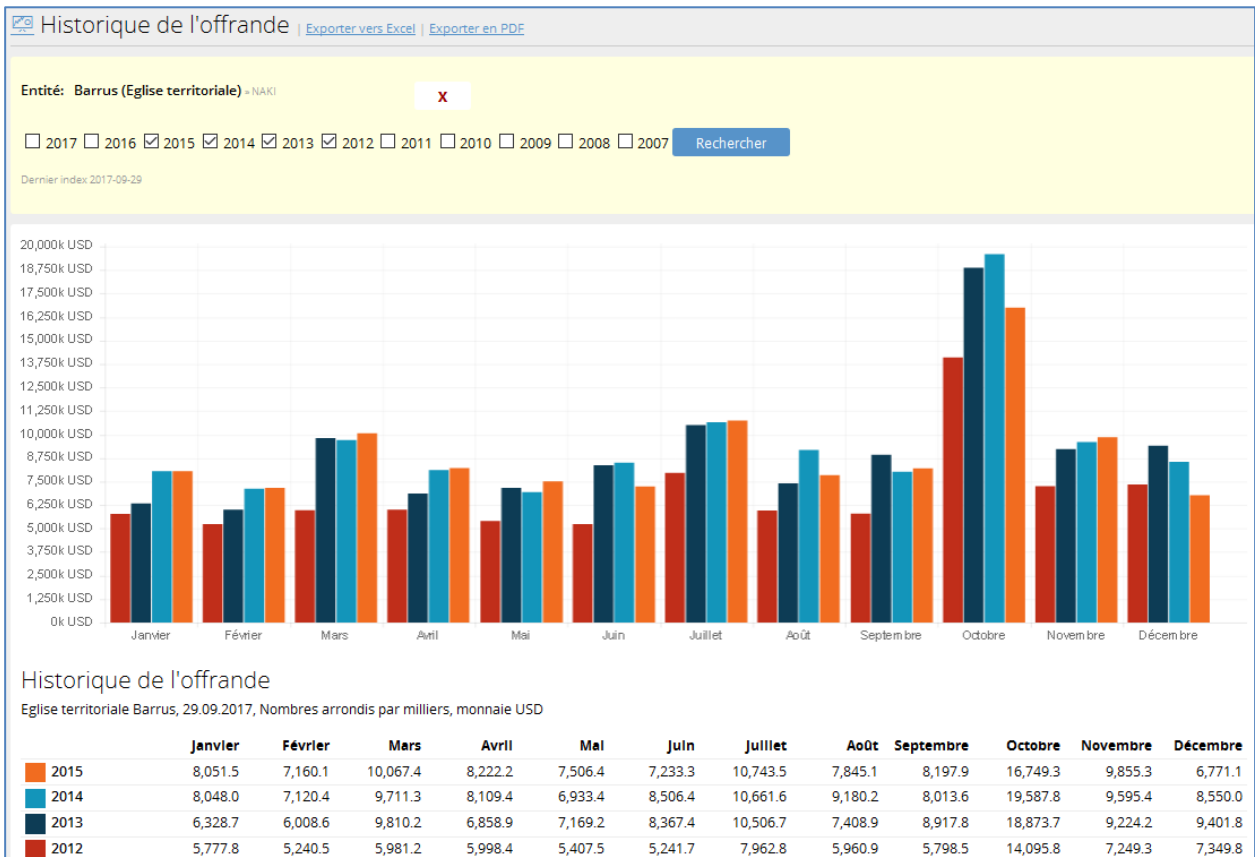 Historique de l'offrande | Exporter vers Excel | Exporter en PDF
Entité: Barrus (Eglise territoriale) » NAKI X
2017 2016 2015 2014 2013 2012 2011 2010 2009 2008 2007 Rechercher
Dernier index 2017-09-29
20,000k USD
18,750k USD
17,500k USD
16,250k USD
15,000k USD
13,750k USD
12,500k USD
11,250k USD
10,000k USD
8,750k USD
7,500k USD
6,250k USD
5,000k USD
3,750k USD
2,500k USD
1,250k USD
0k USD
Janvier Février Mars Avril Mai Juin Juillet Août Septembre Octobre Novembre Décembre
Historique de l'offrande
Eglise territoriale Barrus, 29.09.2017, Nombres arrondis par milliers, monnaie USD
Janvier Février Mars Avril Mai Juin Juillet Août Septembre Octobre Novembre Décembre
2015 8,051.5 7,160.1 10,067.4 8,222.2 7,506.4 7,233.3 10,743.5 7,845.1 8,197.9 16,749.3 9,855.3 6,771.1
2014 8,048.0 7,120.4 9,711.3 8,109.4 6,933.4 8,506.4 10,661.6 9,180.2 8,013.6 19,587.8 9,595.4 8,550.0
2013 6,328.7 6,008.6 9,810.2 6,858.9 7,169.2 8,367.4 10,506.7 7,408.9 8,917.8 18,873.7 9,224.2 9,401.8
2012 5,777.8 5,240.5 5,981.2 5,998.4 5,407.5 5,241.7 7,962.8 5,960.9 5,798.5 14,095.8 7,249.3 7,349.8